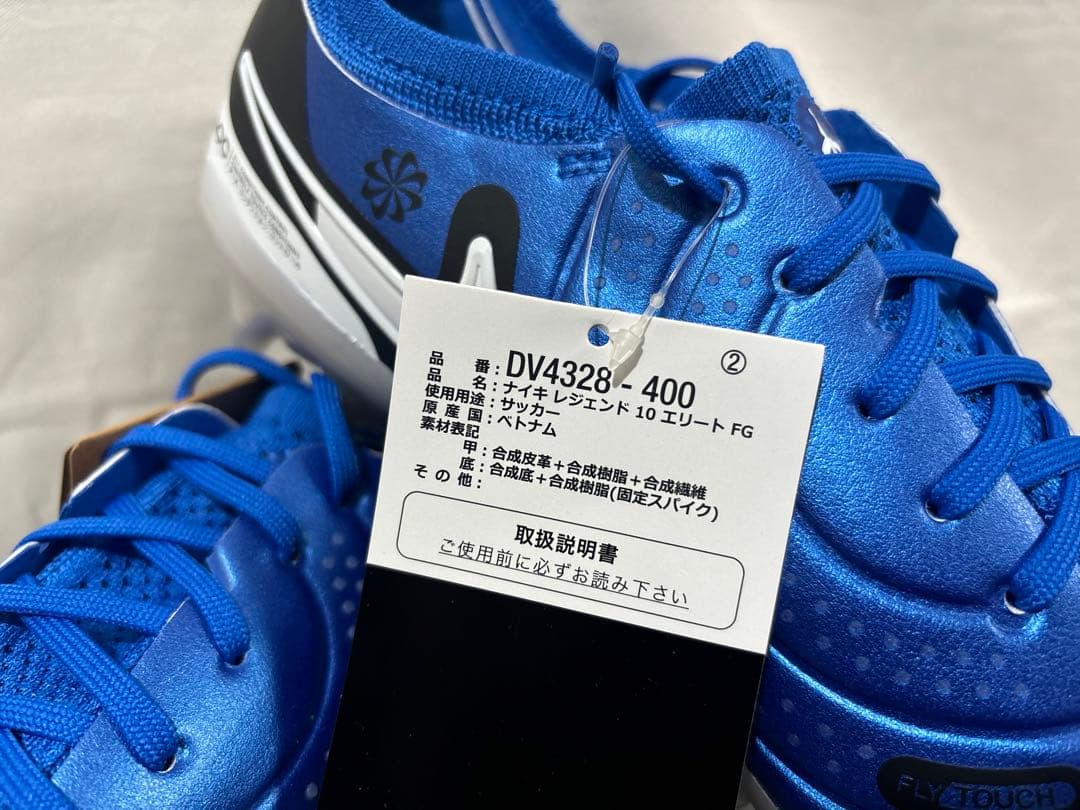 ②
品 番：DV4328 - 400
品 名：ナイキ レジエンド 10 エリート FG
使用用途：サッカー
原 産 国：ベトナム
素材表記
甲：合成皮革＋合成樹脂＋合成繊維
底：合成底＋合成樹脂(固定スパイク)
そ の 他：
取扱説明書
ご使用前に必ずお読み下さい
FLYTOUCH